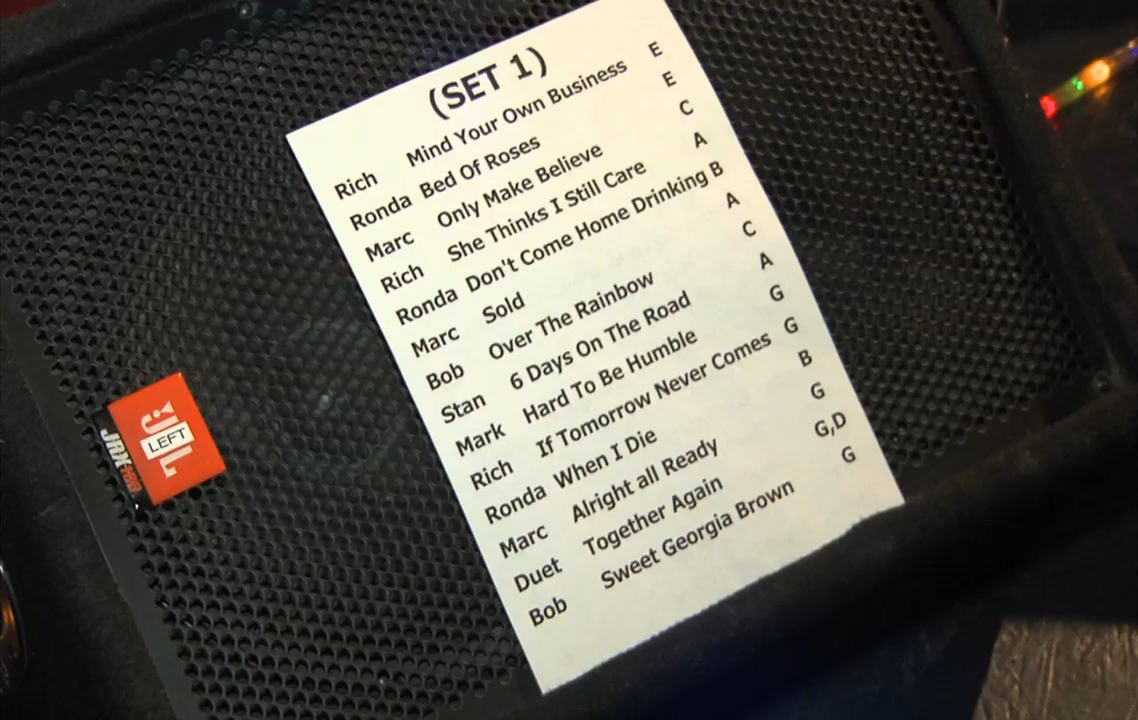 (SET 1)
Rich Mind Your Own Business E
Ronda Bed Of Roses E
Marc Only Make Believe C
Rich She Thinks I Still Care A
Ronda Don't Come Home Drinking B
Marc Sold A
Bob Over The Rainbow C
Stan 6 Days On The Road A
Mark Hard To Be Humble G
Rich If Tomorrow Never Comes G
Ronda When I Die B
Marc Alright all Ready G
Duet Together Again G,D
Bob Sweet Georgia Brown G
LEFT